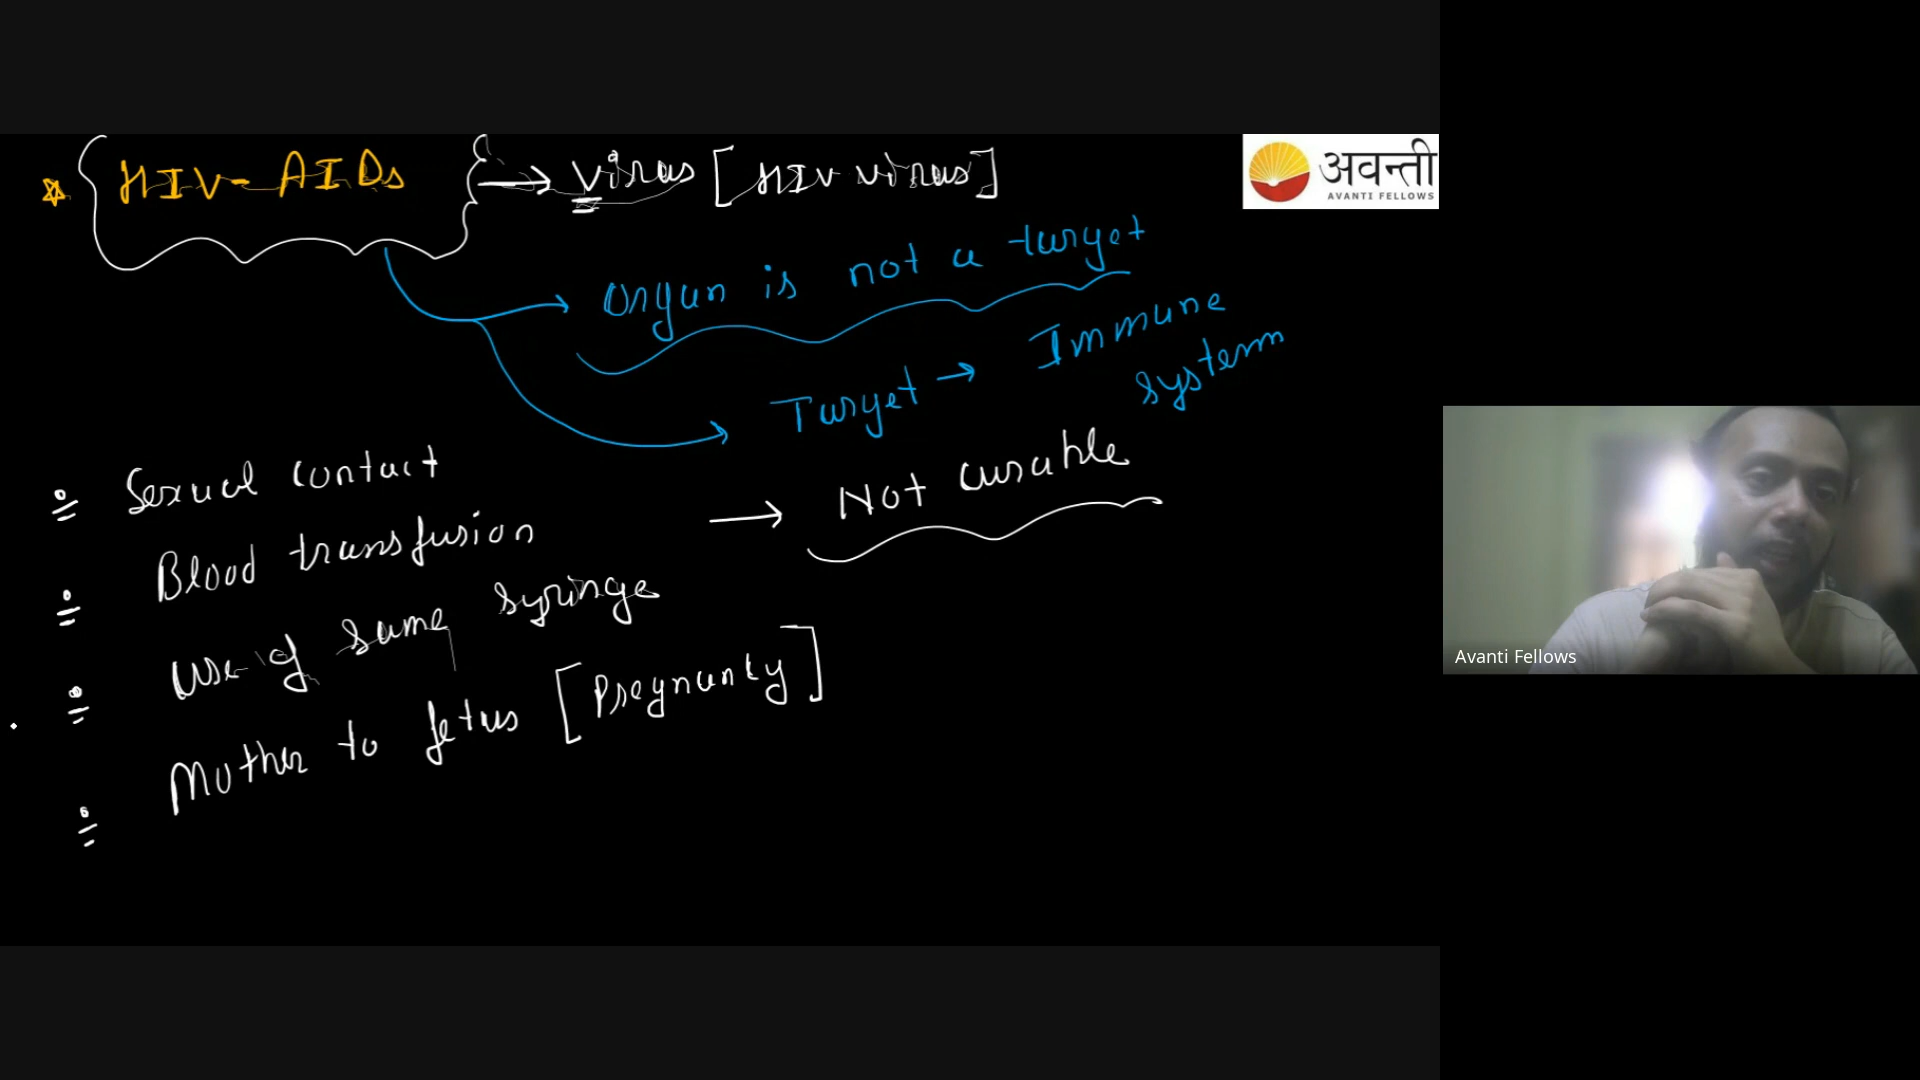 HIV-AIDs → Virus [HIV virus]
अवन्ती
AVANTI FELLOWS
Organ is not a target
Target → Immune
system
Sexual contact
→ Not curable
Blood transfusion
use of same syringe
Mother to fetus [Pregnancy]
Avanti Fellows